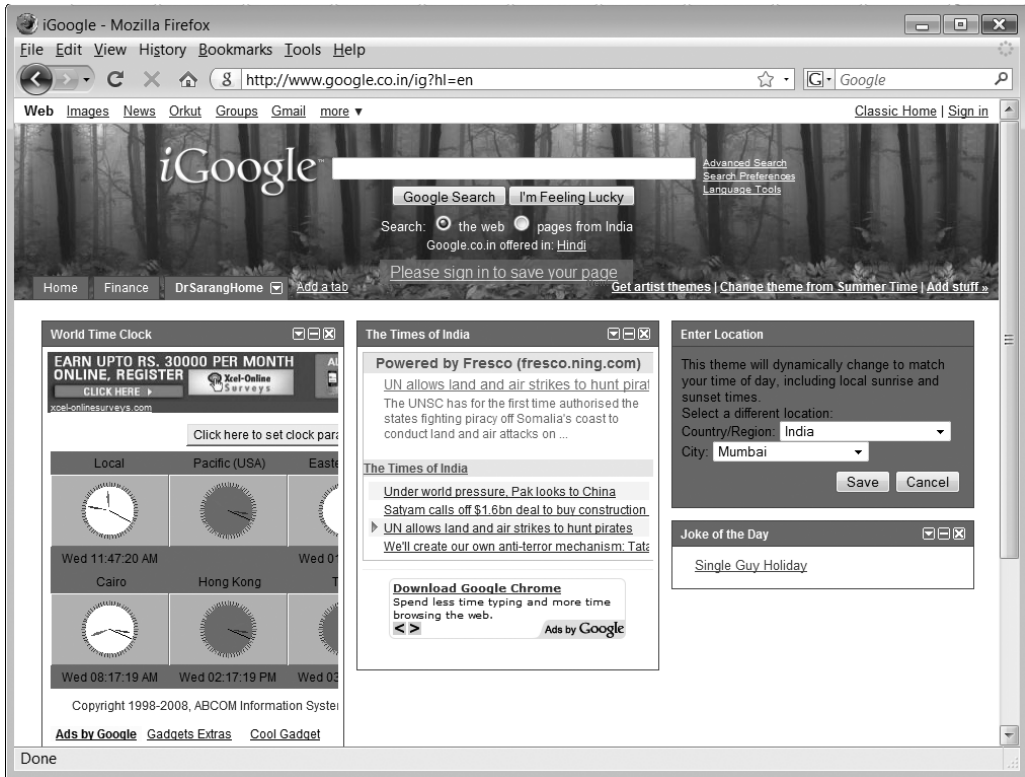 iGoogle - Mozilla Firefox
File Edit View History Bookmarks Tools Help
g http://www.google.co.in/ig?hl=en G Google
Web Images News Orkut Groups Gmail more ▼ Classic Home | Sign in
iGoogle™
Advanced Search
Search Preferences
Language Tools
Google Search I'm Feeling Lucky
Search: the web pages from India
Google.co.in offered in: Hindi
Please sign in to save your page
Home Finance DrSarangHome Add a tab
Get artist themes | Change theme from Summer Time | Add stuff »
World Time Clock
EARN UPTO RS. 30000 PER MONTH
ONLINE, REGISTER
CLICK HERE
Xcel-Online
Surveys
xcel-onlinesurveys.com
Click here to set clock para
Local Pacific (USA) Easte
Wed 11:47:20 AM Wed 01
Cairo Hong Kong T
Wed 08:17:19 AM Wed 02:17:19 PM Wed 03
Copyright 1998-2008, ABCOM Information Syste
Ads by Google Gadgets Extras Cool Gadget
The Times of India
Powered by Fresco (fresco.ning.com)
UN allows land and air strikes to hunt pirat
The UNSC has for the first time authorised the
states fighting piracy off Somalia's coast to
conduct land and air attacks on ...
The Times of India
Under world pressure, Pak looks to China
Satyam calls off $1.6bn deal to buy construction
UN allows land and air strikes to hunt pirates
We'll create our own anti-terror mechanism: Tata
Download Google Chrome
Spend less time typing and more time
browsing the web.
< > Ads by Google
Enter Location
This theme will dynamically change to match
your time of day, including local sunrise and
sunset times.
Select a different location:
Country/Region: India
City: Mumbai
Save Cancel
Joke of the Day
Single Guy Holiday
Done